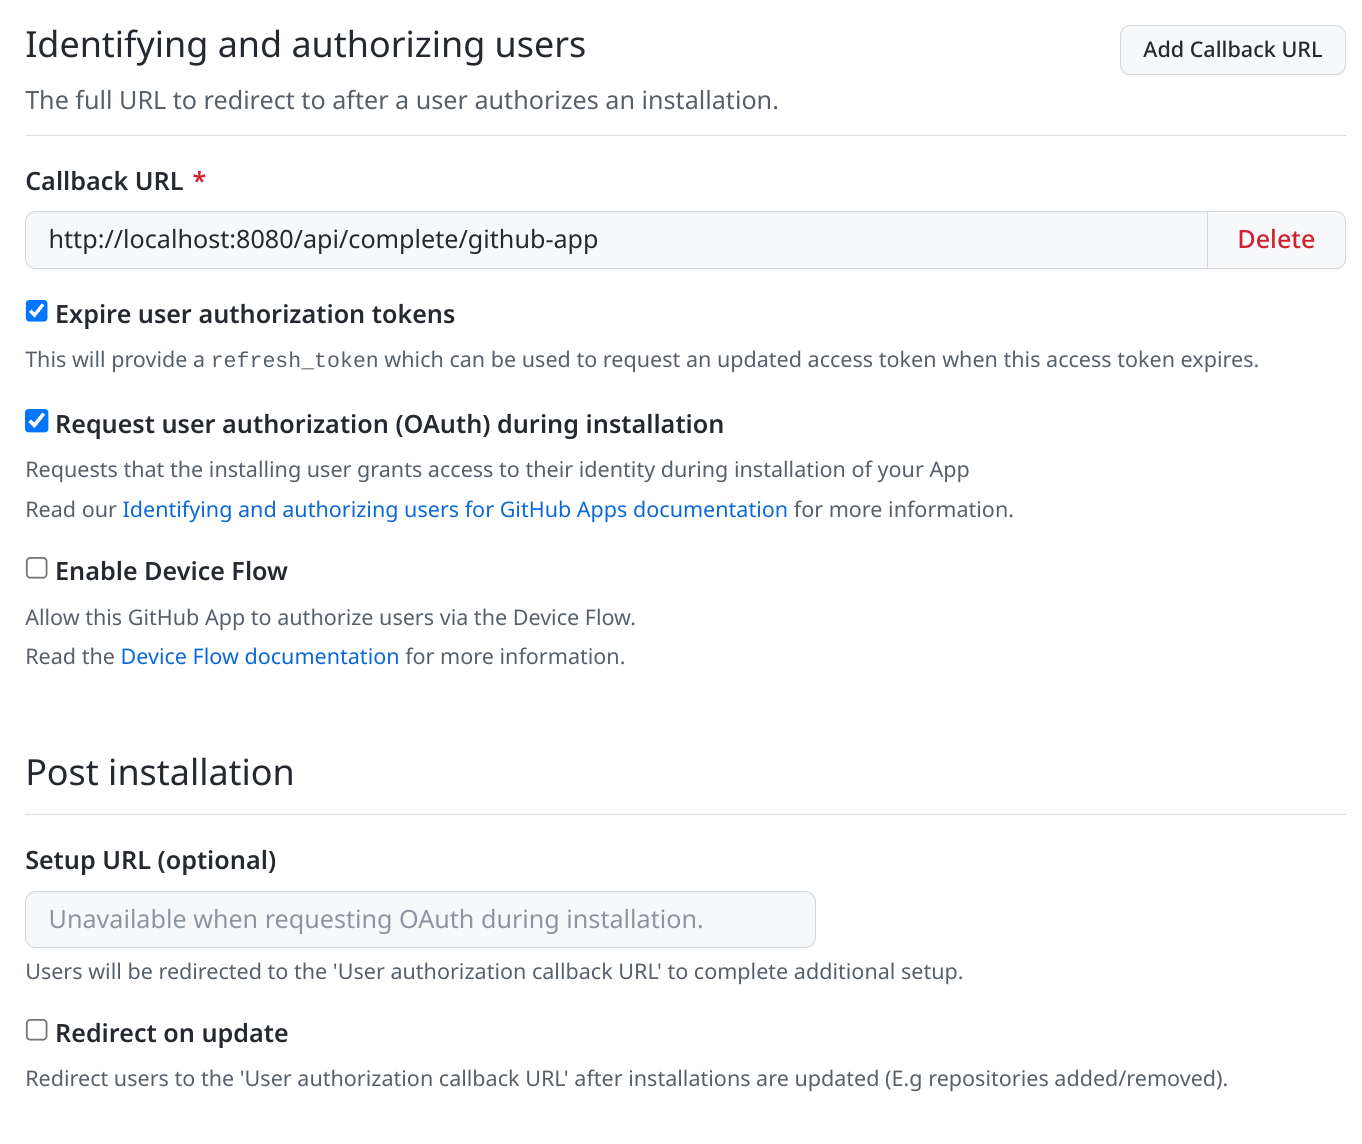 Identifying and authorizing users
Add Callback URL
The full URL to redirect to after a user authorizes an installation.
Callback URL *
http://localhost:8080/api/complete/github-app
Delete
Expire user authorization tokens
This will provide a refresh_token which can be used to request an updated access token when this access token expires.
Request user authorization (OAuth) during installation
Requests that the installing user grants access to their identity during installation of your App
Read our Identifying and authorizing users for GitHub Apps documentation for more information.
Enable Device Flow
Allow this GitHub App to authorize users via the Device Flow.
Read the Device Flow documentation for more information.
Post installation
Setup URL (optional)
Unavailable when requesting OAuth during installation.
Users will be redirected to the 'User authorization callback URL' to complete additional setup.
Redirect on update
Redirect users to the 'User authorization callback URL' after installations are updated (E.g repositories added/removed).